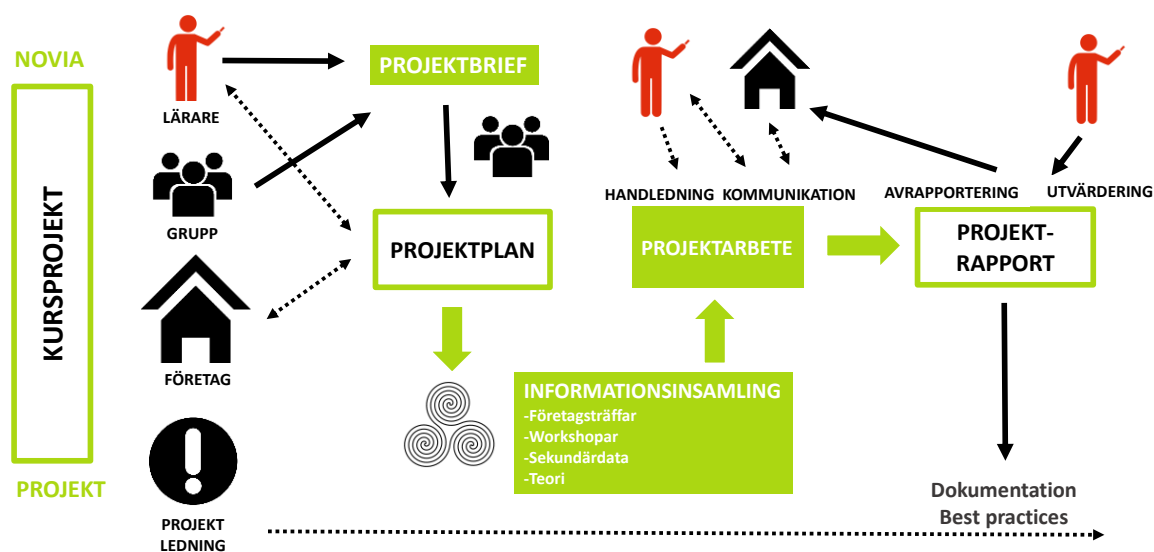 NOVIA
KURSPROJEKT
PROJEKT
LÄRARE
GRUPP
FÖRETAG
PROJEKT
LEDNING
PROJEKTBRIEF
PROJEKTPLAN
INFORMATIONSINSAMLING
-Företagsträffar
-Workshopar
-Sekundärdata
-Teori
HANDLEDNING
KOMMUNIKATION
PROJEKTARBETE
AVRAPPORTERING
UTVÄRDERING
PROJEKT-
RAPPORT
Dokumentation
Best practices